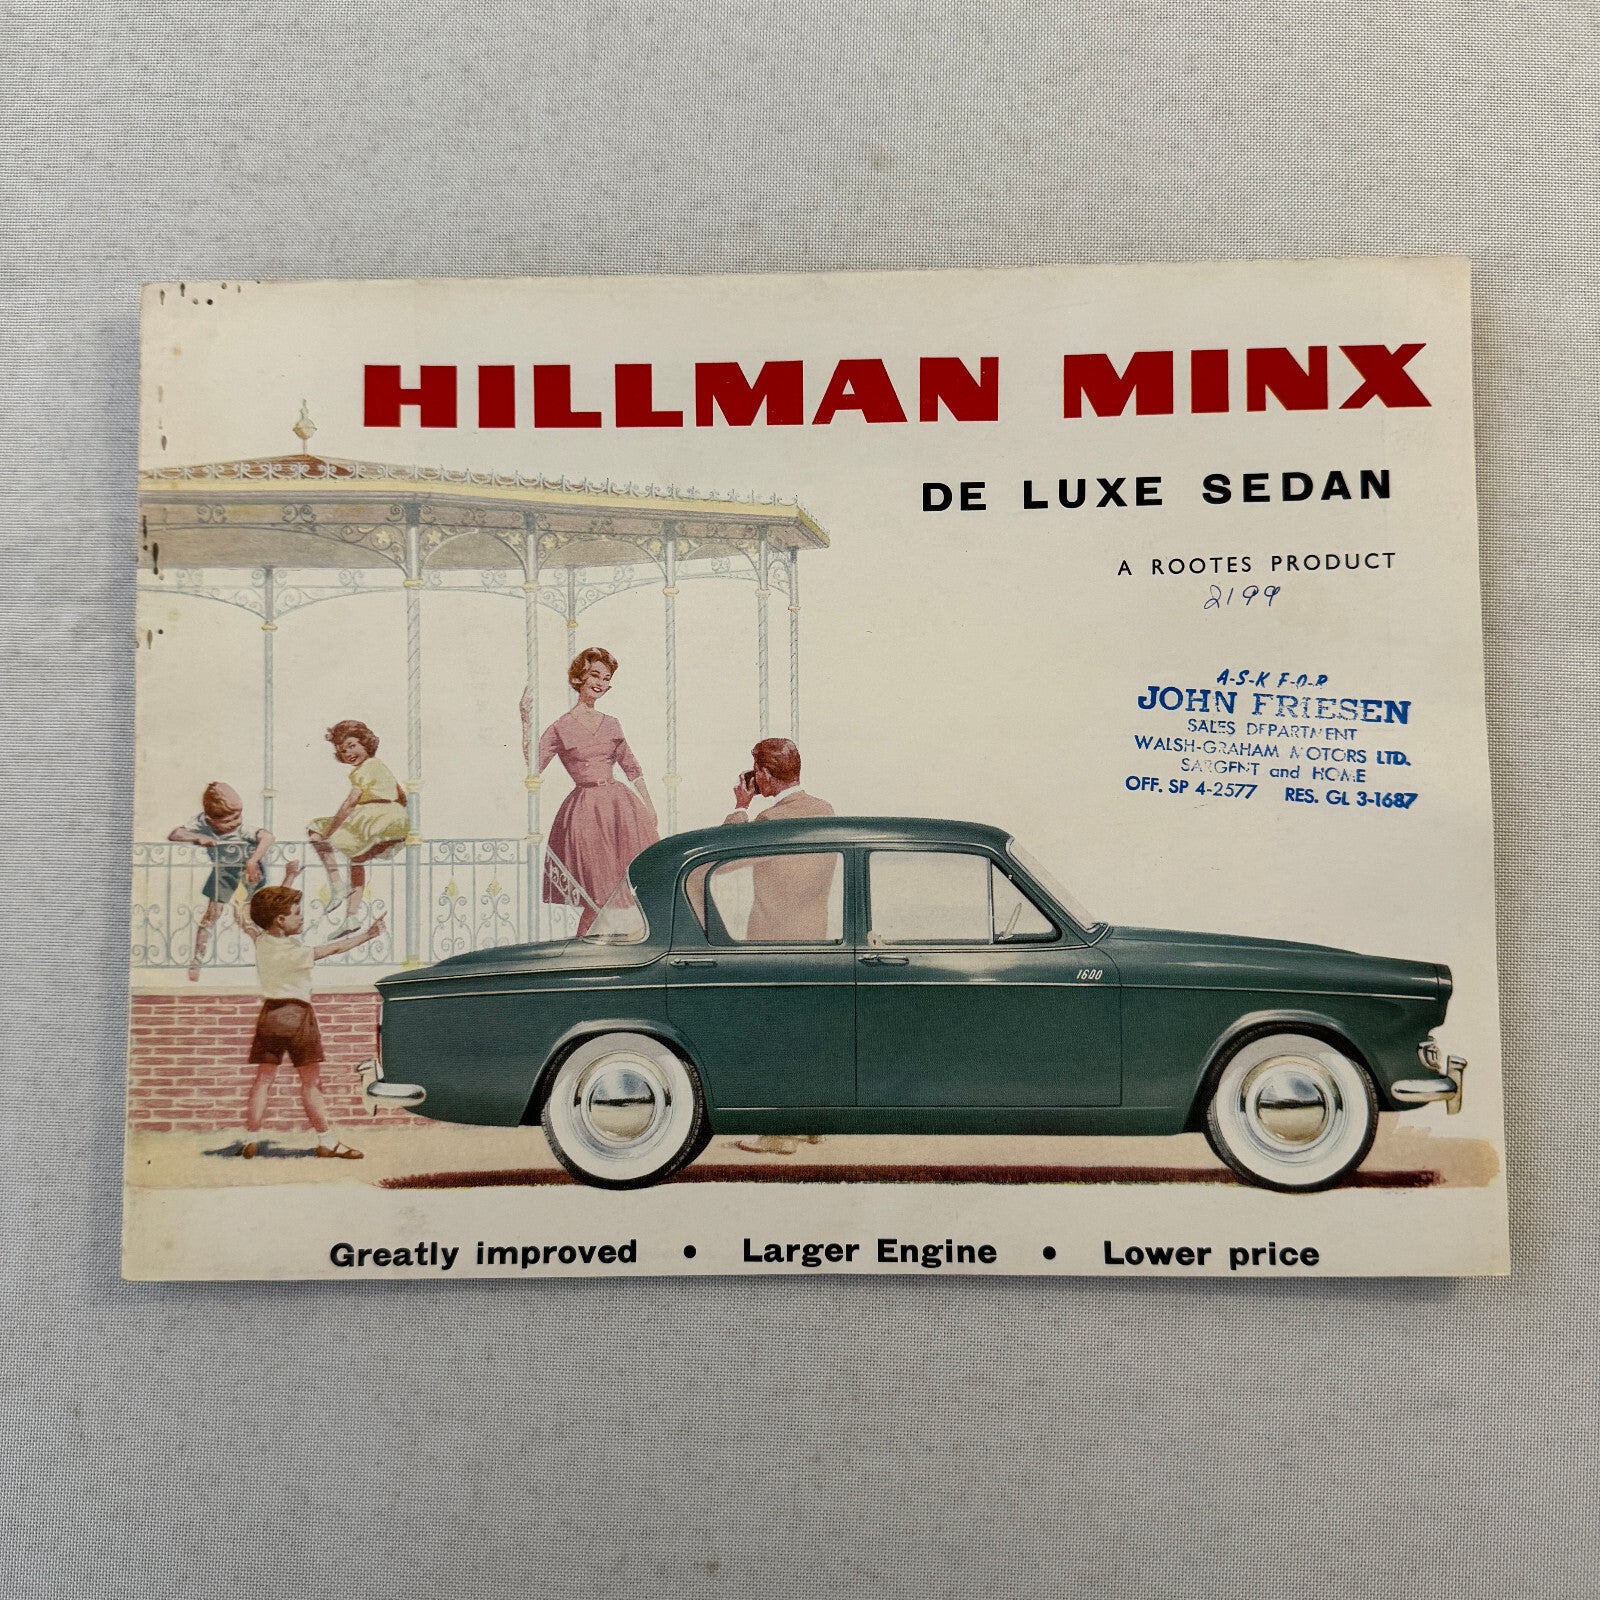 HILLMAN MINX
DE LUXE SEDAN
A ROOTES PRODUCT
2199
A-S-K F-O-R
JOHN FRIESEN
SALES DEPARTMENT
WALSH-GRAHAM MOTORS LTD.
SARGENT and HOME
OFF. SP 4-2577 RES. GL 3-1687
1600
Greatly improved • Larger Engine • Lower price